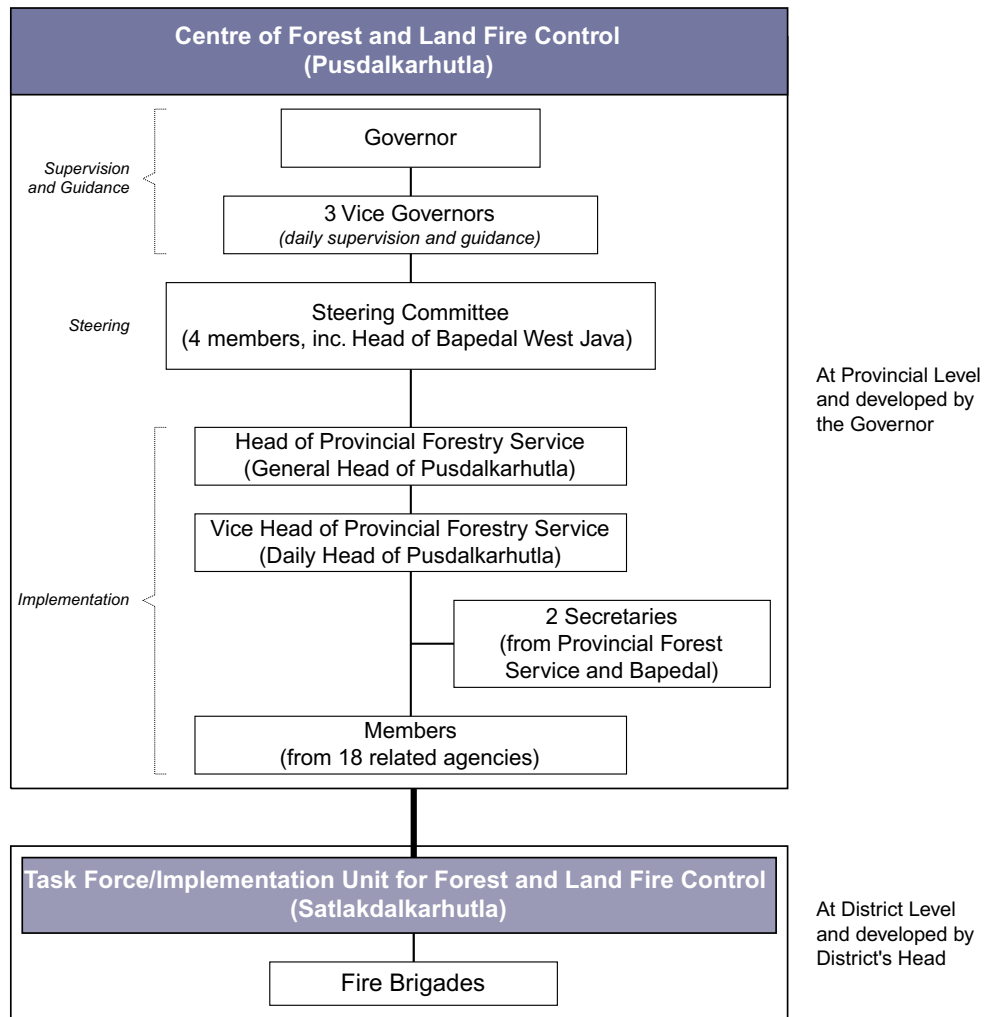 Centre of Forest and Land Fire Control
(Pusdalkarhutla)
Governor
Supervision
and Guidance
3 Vice Governors
(daily supervision and guidance)
Steering
Steering Committee
(4 members, inc. Head of Bapedal West Java)
At Provincial Level
and developed by
the Governor
Head of Provincial Forestry Service
(General Head of Pusdalkarhutla)
Vice Head of Provincial Forestry Service
(Daily Head of Pusdalkarhutla)
Implementation
2 Secretaries
(from Provincial Forest
Service and Bapedal)
Members
(from 18 related agencies)
Task Force/Implementation Unit for Forest and Land Fire Control
(Satlakdalkarhutla)
At District Level
and developed by
District's Head
Fire Brigades